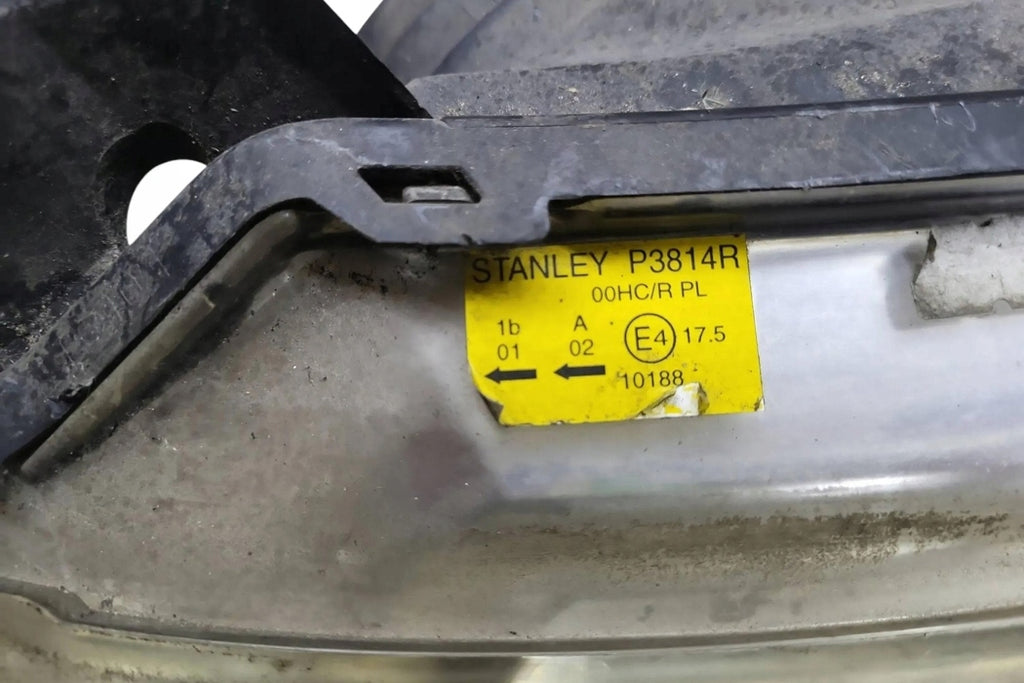 STANLEY P3814R
00HC/R PL
1b A
01 02 E4 17.5
10188